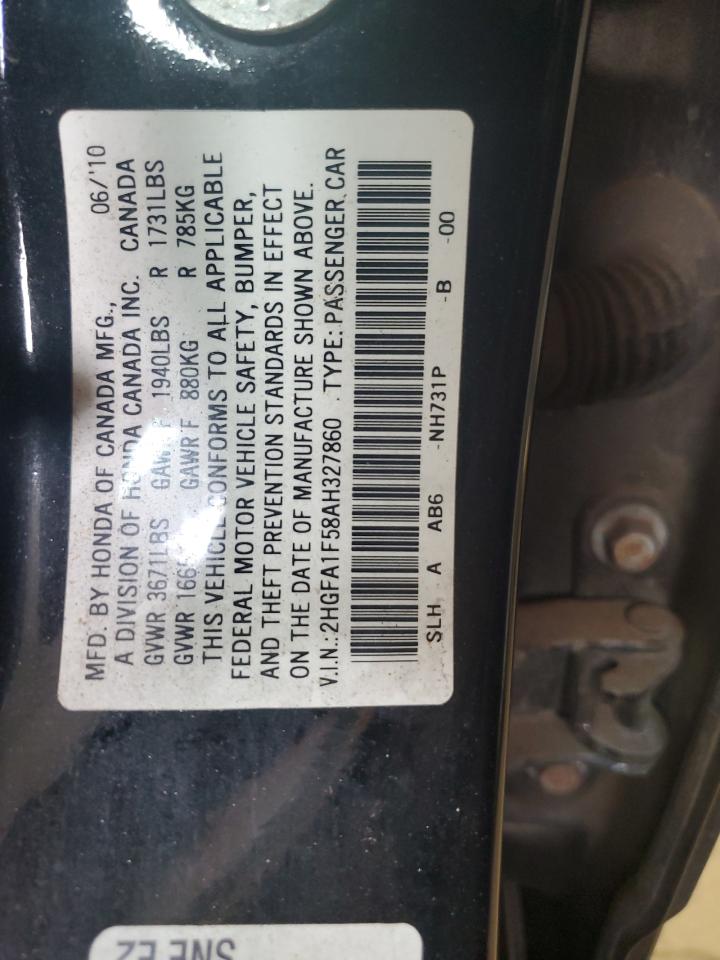 MFD. BY HONDA OF CANADA MFG., 06/'10
A DIVISION OF HONDA CANADA INC. CANADA
GVWR 3671LBS GAWR F 1940LBS R 1731LBS
GVWR GAWR F 880KG R 785KG
THIS VEHICLE CONFORMS TO ALL APPLICABLE
FEDERAL MOTOR VEHICLE SAFETY, BUMPER,
AND THEFT PREVENTION STANDARDS IN EFFECT
ON THE DATE OF MANUFACTURE SHOWN ABOVE.
V.I.N.:2HGFA1F58AH327860 TYPE: PASSENGER CAR
SLH A AB6 -NH731P -B -00